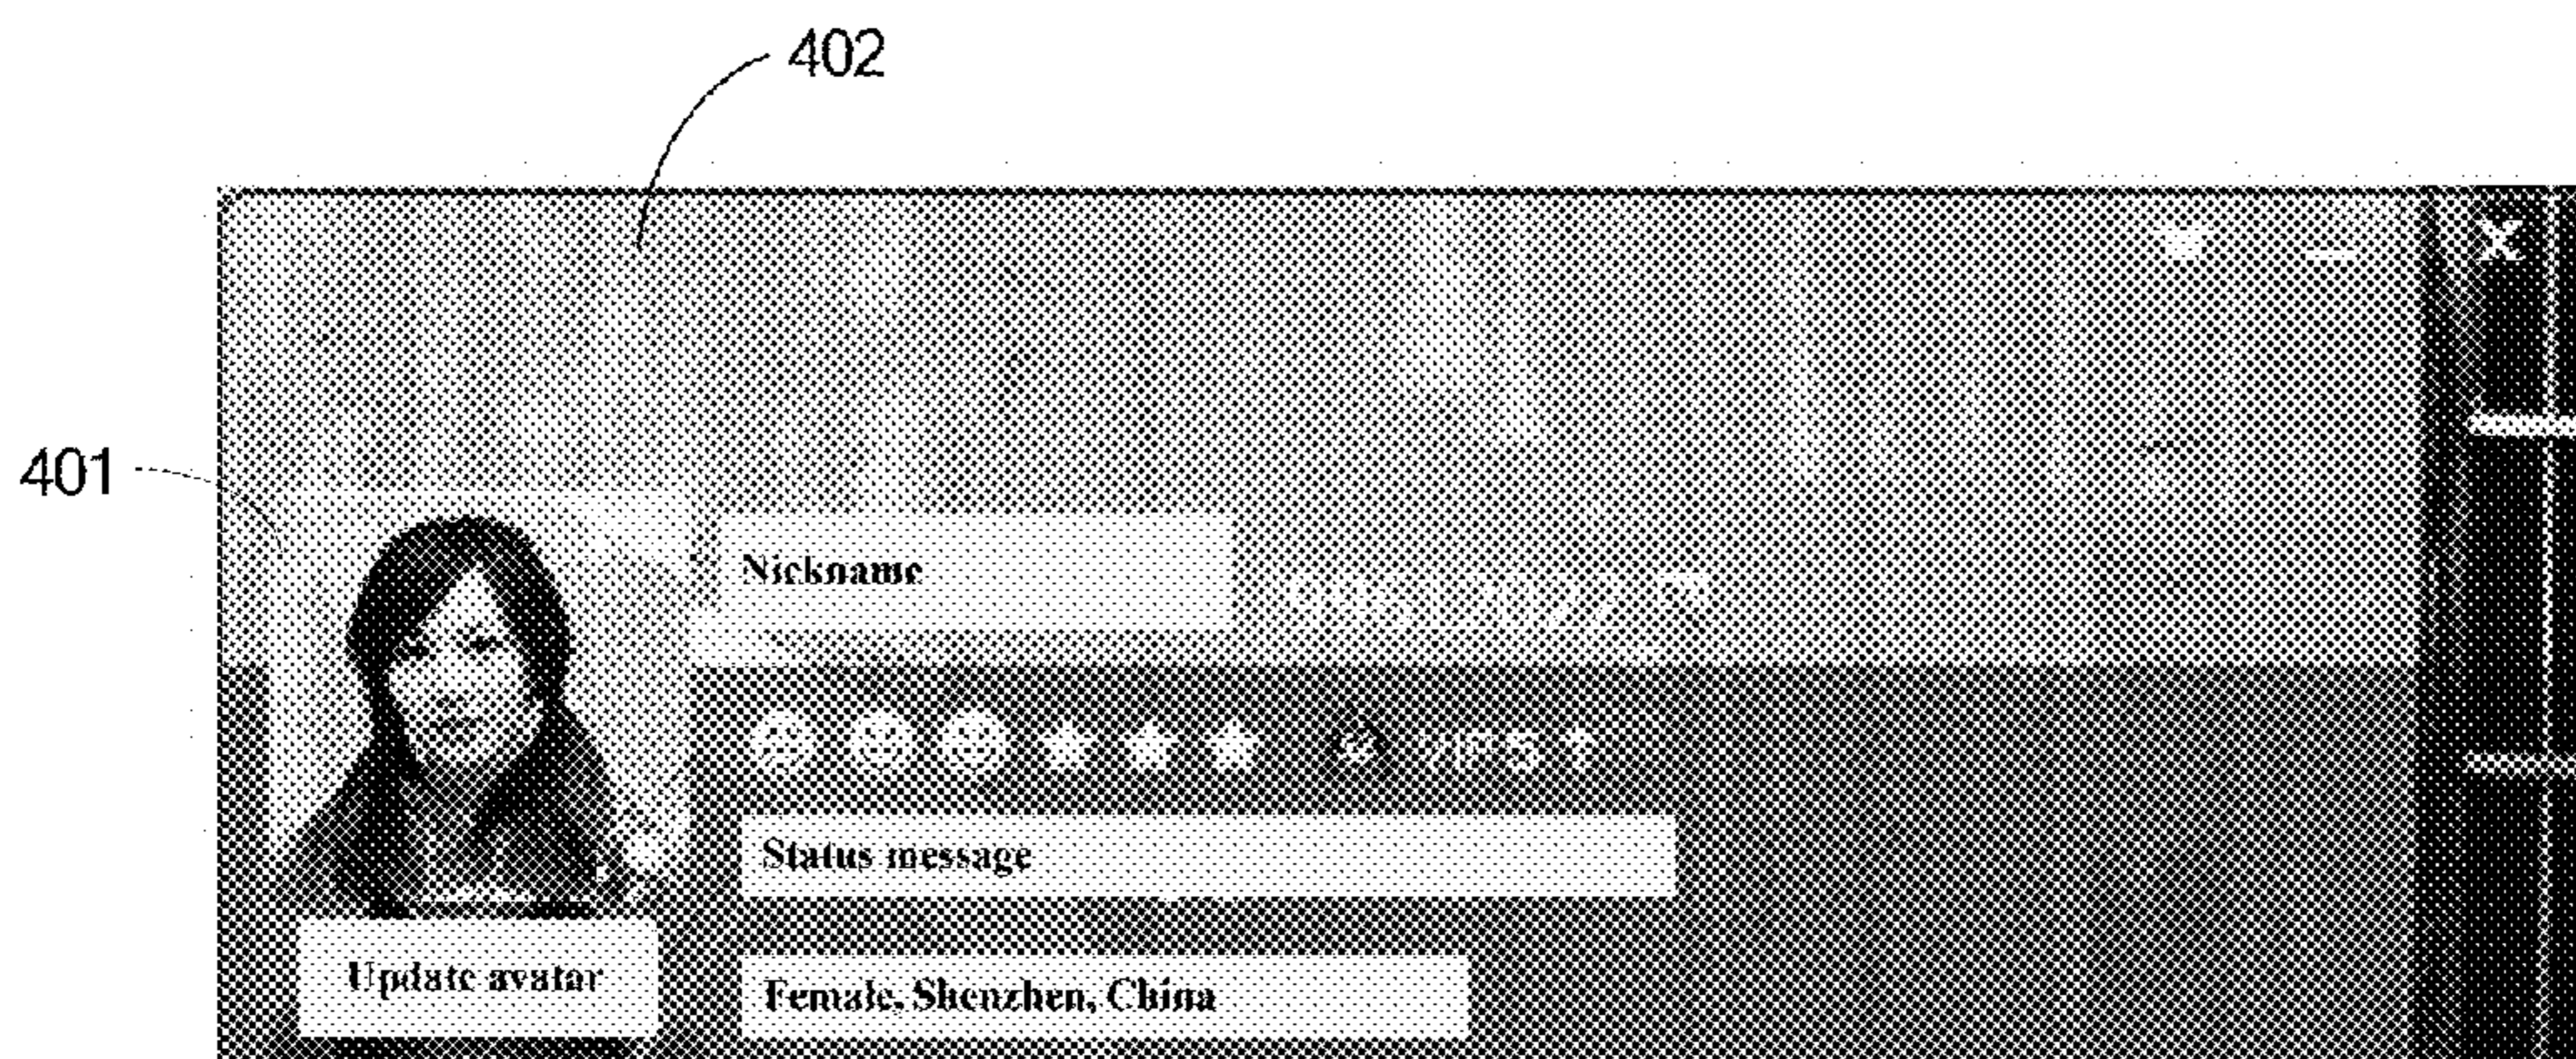 402
401
Nickname
Status message
Update avatar
Female, Shenzhen, China